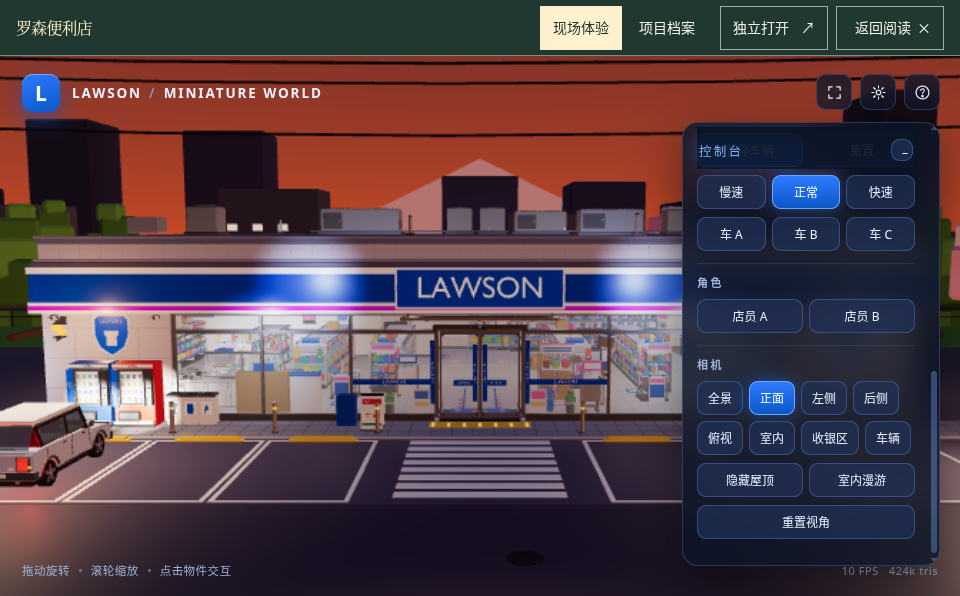 罗森便利店
现场体验
项目档案
独立打开 ↗
返回阅读 ×
L
LAWSON / MINIATURE WORLD
控制台
重置
慢速
正常
快速
车 A
车 B
车 C
角色
店员 A
店员 B
相机
全景
正面
左侧
后侧
俯视
室内
收银区
车辆
隐藏屋顶
室内漫游
重置视角
LAWSON
拖动旋转 • 滚轮缩放 • 点击物件交互
10 FPS 424k tris